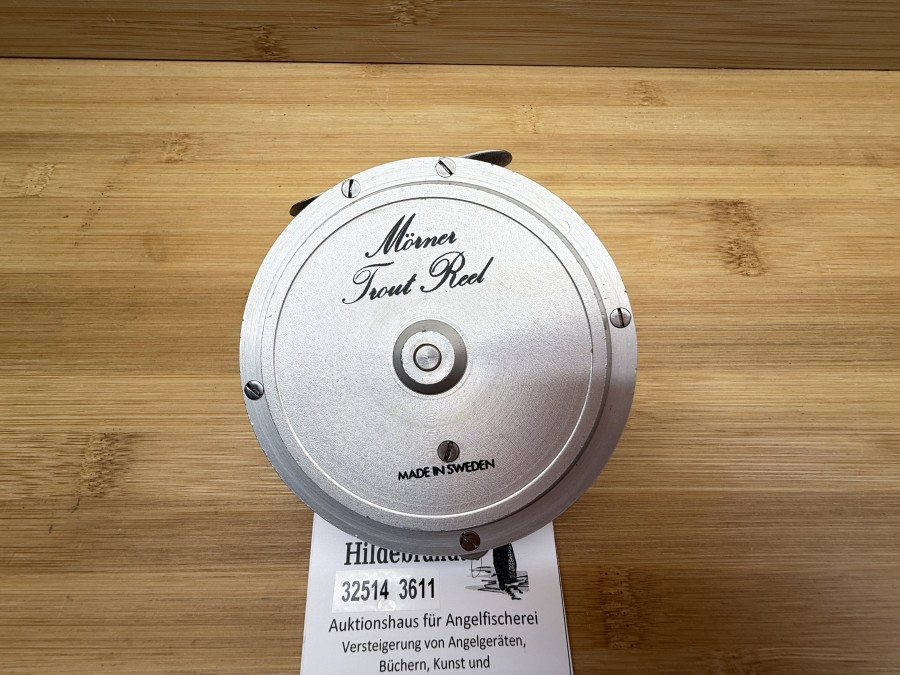 Mörner
Trout Reel
MADE IN SWEDEN
32514 3611
Auktionshaus für Angelfischerei
Versteigerung von Angelgeräten,
Büchern, Kunst und